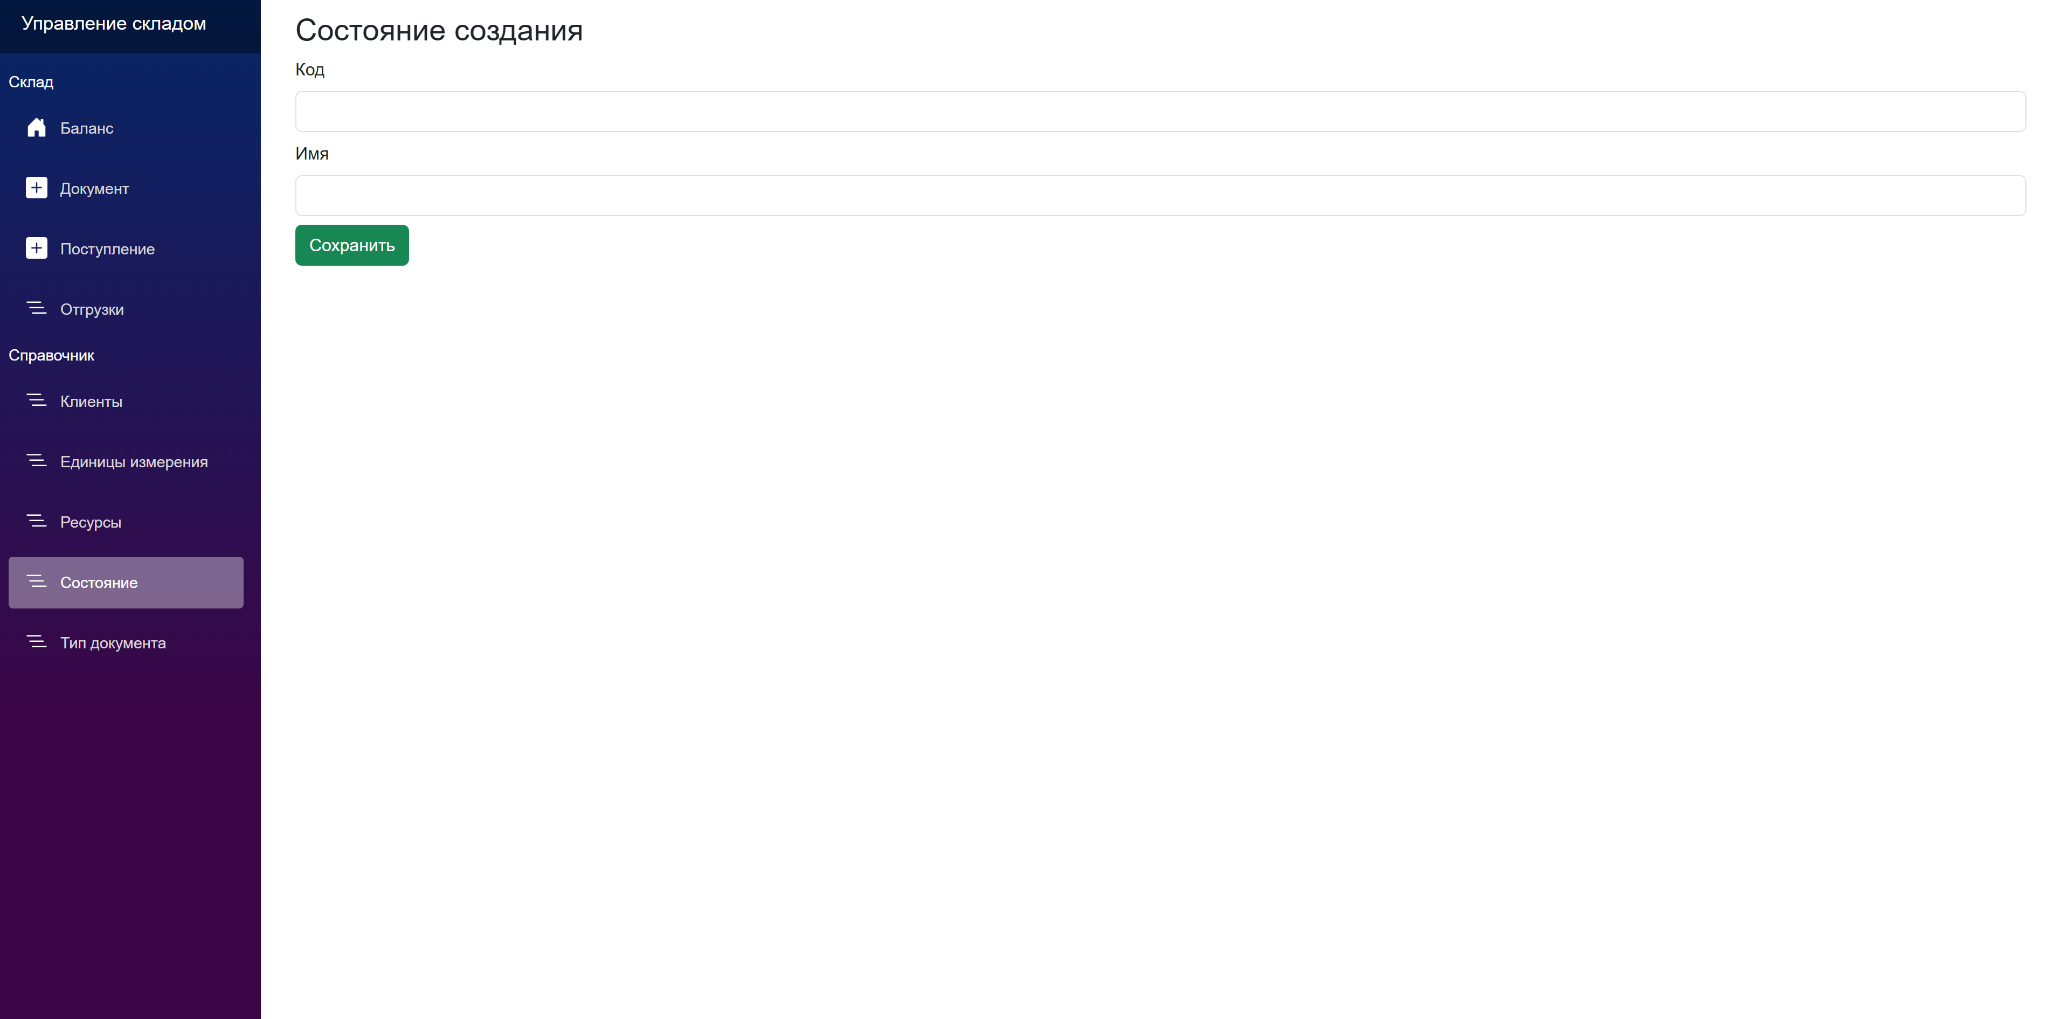 Управление складом
Склад
Баланс
Документ
Поступление
Отгрузки
Справочник
Клиенты
Единицы измерения
Ресурсы
Состояние
Тип документа
Состояние создания
Код
Имя
Сохранить